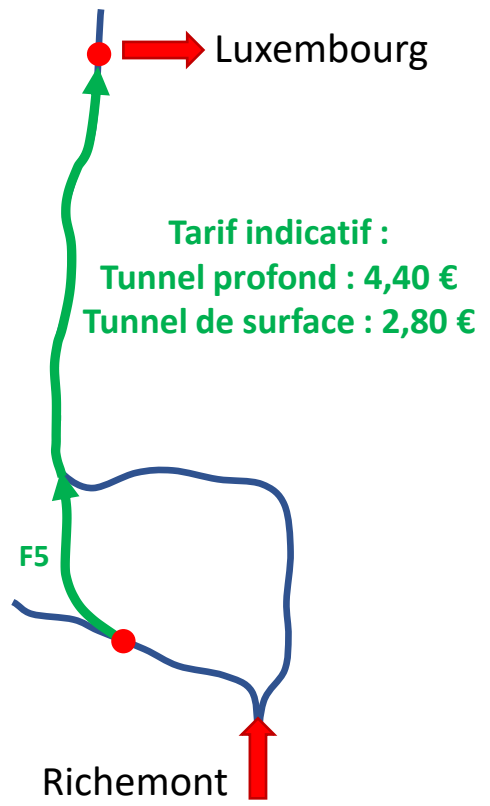 Luxembourg
Tarif indicatif :
Tunnel profond : 4,40 €
Tunnel de surface : 2,80 €
F5
Richemont